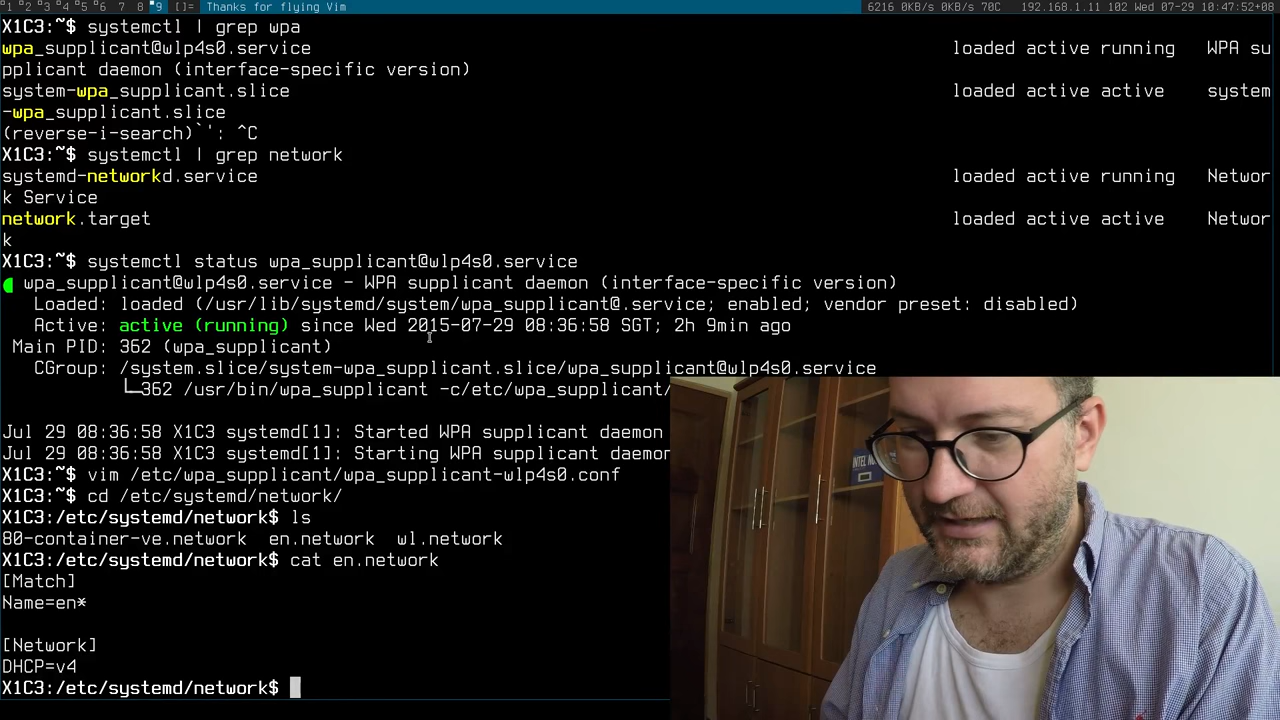 1 2 3 4 5 6 7 8 9 []= Thanks for flying Vim 6216 0KB/s 0KB/s 70C 192.168.1.11 102 Wed 07-29 10:47:52+08
X1C3:~$ systemctl | grep wpa
wpa_supplicant@wlp4s0.service loaded active running WPA su
pplicant daemon (interface-specific version)
system-wpa_supplicant.slice loaded active active system
-wpa_supplicant.slice
(reverse-i-search)`': ^C
X1C3:~$ systemctl | grep network
systemd-networkd.service loaded active running Networ
k Service
network.target loaded active active Networ
k
X1C3:~$ systemctl status wpa_supplicant@wlp4s0.service
wpa_supplicant@wlp4s0.service - WPA supplicant daemon (interface-specific version)
Loaded: loaded (/usr/lib/systemd/system/wpa_supplicant@.service; enabled; vendor preset: disabled)
Active: active (running) since Wed 2015-07-29 08:36:58 SGT; 2h 9min ago
Main PID: 362 (wpa_supplicant)
CGroup: /system.slice/system-wpa_supplicant.slice/wpa_supplicant@wlp4s0.service
└─362 /usr/bin/wpa_supplicant -c/etc/wpa_supplicant/
Jul 29 08:36:58 X1C3 systemd[1]: Started WPA supplicant daemon
Jul 29 08:36:58 X1C3 systemd[1]: Starting WPA supplicant daemon
X1C3:~$ vim /etc/wpa_supplicant/wpa_supplicant-wlp4s0.conf
X1C3:~$ cd /etc/systemd/network/
X1C3:/etc/systemd/network$ ls
80-container-ve.network en.network wl.network
X1C3:/etc/systemd/network$ cat en.network
[Match]
Name=en*
[Network]
DHCP=v4
X1C3:/etc/systemd/network$
INTEL